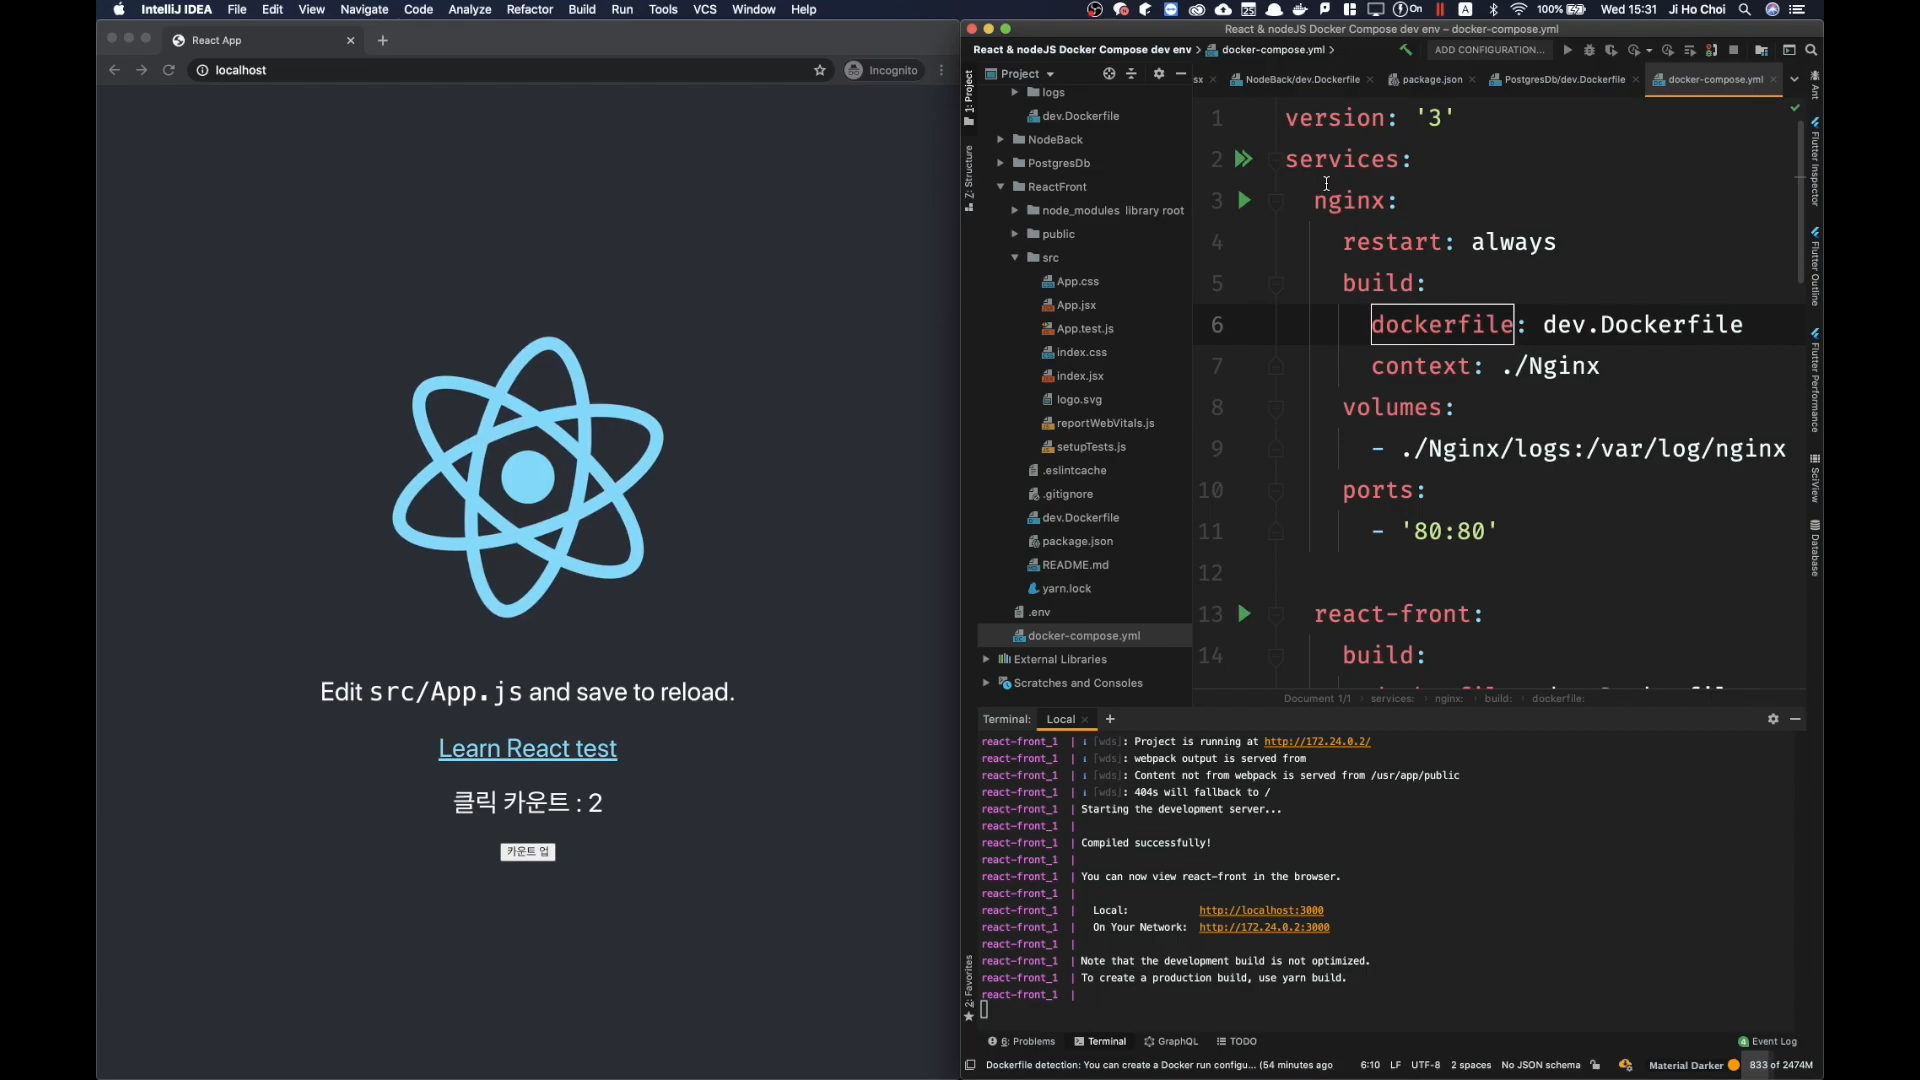 IntelliJ IDEA File Edit View Navigate Code Analyze Refactor Build Run Tools VCS Window Help
On 100% Wed 15:31 Ji Ho Choi
React App
localhost
Incognito
Edit src/App.js and save to reload.
Learn React test
클릭 카운트 : 2
카운트 업
React & nodeJS Docker Compose dev env – docker-compose.yml
React & nodeJS Docker Compose dev env docker-compose.yml
ADD CONFIGURATION...
Project
NodeBack/dev.Dockerfile package.json PostgresDb/dev.Dockerfile docker-compose.yml
1: Project
Z: Structure
2: Favorites
logs
dev.Dockerfile
NodeBack
PostgresDb
ReactFront
node_modules library root
public
src
App.css
App.jsx
App.test.js
index.css
index.jsx
logo.svg
reportWebVitals.js
setupTests.js
.eslintcache
.gitignore
dev.Dockerfile
package.json
README.md
yarn.lock
.env
docker-compose.yml
External Libraries
Scratches and Consoles
1 version: '3'
2 services:
3 nginx:
4 restart: always
5 build:
6 dockerfile: dev.Dockerfile
7 context: ./Nginx
8 volumes:
9 - ./Nginx/logs:/var/log/nginx
10 ports:
11 - '80:80'
12
13 react-front:
14 build:
Document 1/1 services: nginx: build: dockerfile:
Ant
Flutter Inspector
Flutter Outline
Flutter Performance
SciView
Database
Terminal: Local
react-front_1 | i [wds]: Project is running at http://172.24.0.2/
react-front_1 | i [wds]: webpack output is served from
react-front_1 | i [wds]: Content not from webpack is served from /usr/app/public
react-front_1 | i [wds]: 404s will fallback to /
react-front_1 | Starting the development server...
react-front_1 |
react-front_1 | Compiled successfully!
react-front_1 |
react-front_1 | You can now view react-front in the browser.
react-front_1 |
react-front_1 | Local: http://localhost:3000
react-front_1 | On Your Network: http://172.24.0.2:3000
react-front_1 |
react-front_1 | Note that the development build is not optimized.
react-front_1 | To create a production build, use yarn build.
react-front_1 |
6: Problems Terminal GraphQL TODO
4 Event Log
Dockerfile detection: You can create a Docker run configu... (54 minutes ago
6:10 LF UTF-8 2 spaces No JSON schema Material Darker 833 of 2474M